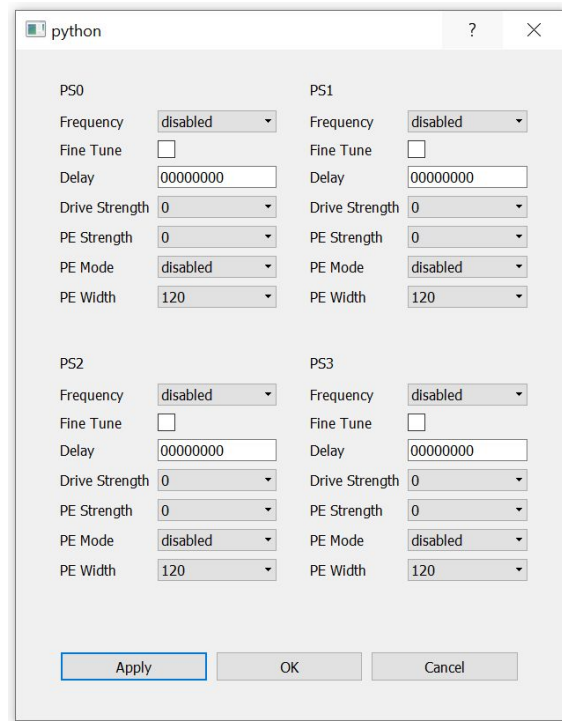 python
?
PS0
PS1
Frequency disabled
Frequency disabled
Fine Tune
Fine Tune
Delay 00000000
Delay 00000000
Drive Strength 0
Drive Strength 0
PE Strength 0
PE Strength 0
PE Mode disabled
PE Mode disabled
PE Width 120
PE Width 120
PS2
PS3
Frequency disabled
Frequency disabled
Fine Tune
Fine Tune
Delay 00000000
Delay 00000000
Drive Strength 0
Drive Strength 0
PE Strength 0
PE Strength 0
PE Mode disabled
PE Mode disabled
PE Width 120
PE Width 120
Apply
OK
Cancel